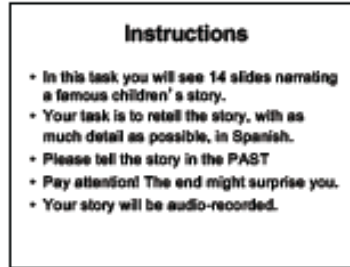 Instructions
• In this task you will see 14 slides narrating
a famous children's story.
• Your task is to retell the story, with as
much detail as possible, in Spanish.
• Please tell the story in the PAST
• Pay attention! The end might surprise you.
• Your story will be audio-recorded.